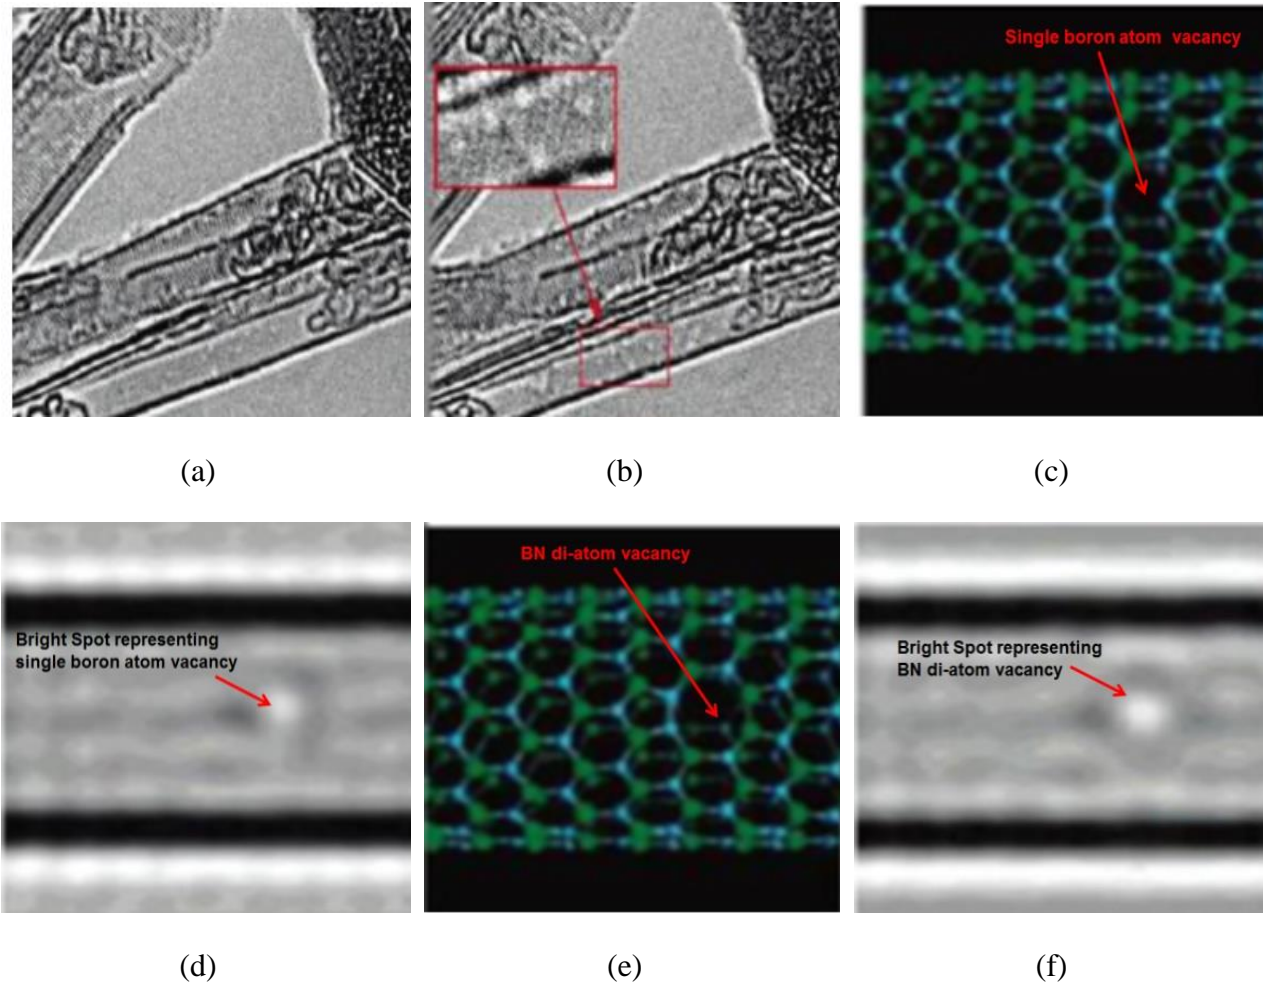 Single boron atom vacancy
(a)
(b)
(c)
Bright Spot representing
single boron atom vacancy
BN di-atom vacancy
Bright Spot representing
BN di-atom vacancy
(d)
(e)
(f)